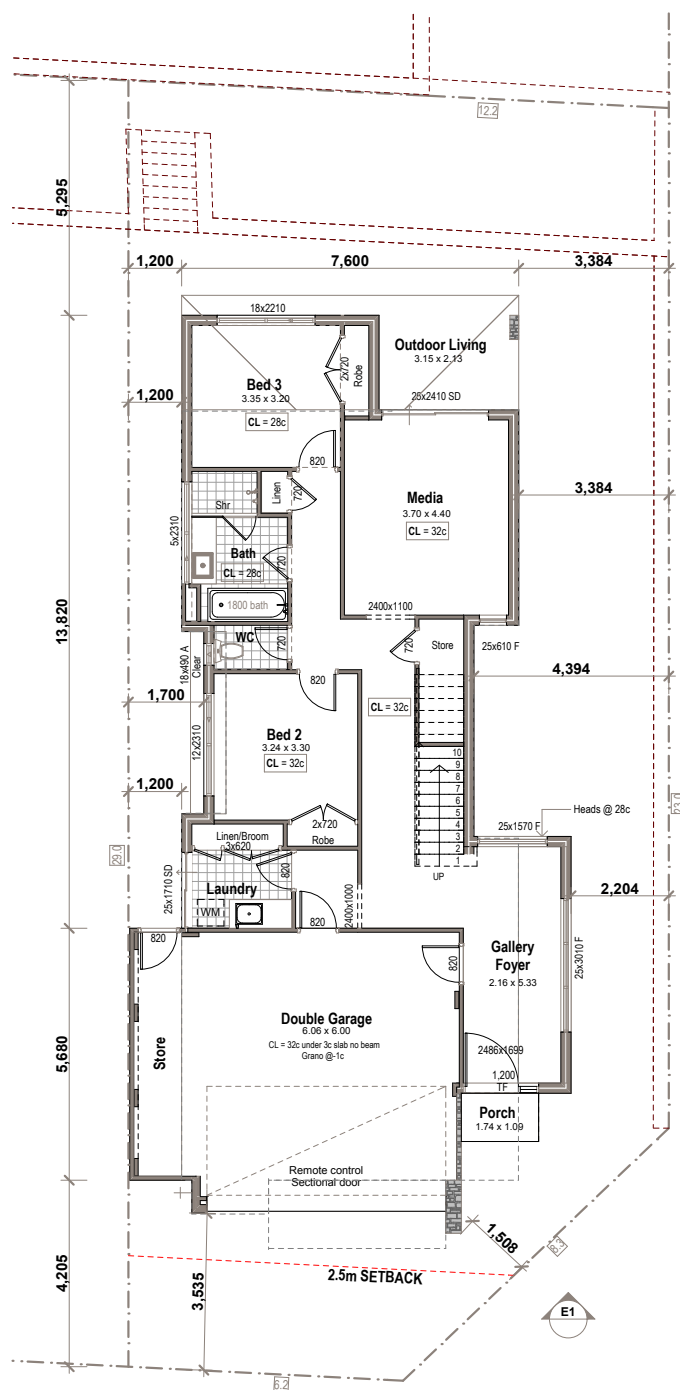 12.2
5,295
1,200
7,600
3,384
18x2210
Outdoor Living
3.15 x 2.13
2x720
Robe
Bed 3
3.35 x 3.20
25x2410 SD
1,200
CL = 28c
820
Linen
720
Media
3.70 x 4.40
CL = 32c
3,384
Shr
5x2310
Bath
CL = 28c
720
1800 bath
2400x1100
13,820
WC
720
720
Store
25x610 F
18x490 A
Clear
820
4,394
1,700
CL = 32c
12x2310
Bed 2
3.24 x 3.30
CL = 32c
10
9
8
7
6
5
4
3
2
1
UP
1,200
Heads @ 28c
23.0
25x1570 F
2x720
Robe
Linen/Broom
3x620
29.0
25x1710 SD
Laundry
820
WM
2400x1000
2,204
820
820
820
Gallery
Foyer
2.16 x 5.33
25x3010 F
Double Garage
6.06 x 6.00
CL = 32c under 3c slab no beam
Grano @-1c
Store
5,680
2486x1699
1,200
TF
Porch
1.74 x 1.09
Remote control
Sectional door
1,508
8.3
4,205
3,535
2.5m SETBACK
E1
6.2